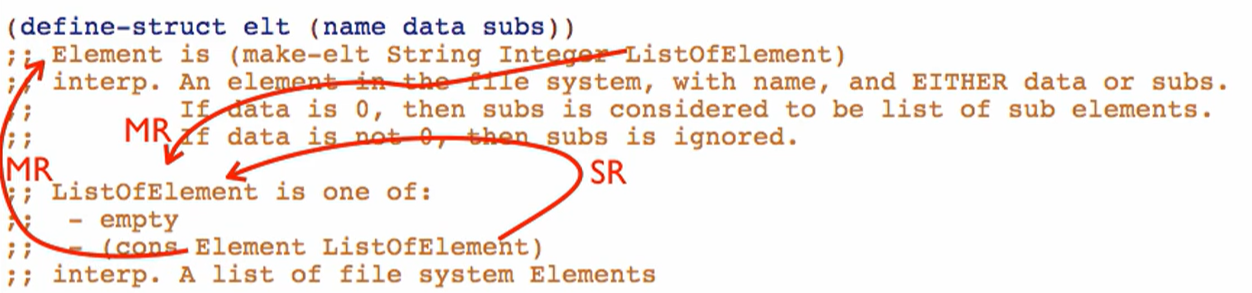 (define-struct elt (name data subs))
;; Element is (make-elt String Integer ListOfElement)
;; interp. An element in the file system, with name, and EITHER data or subs.
;;         If data is 0, then subs is considered to be list of sub elements.
;;         If data is not 0, then subs is ignored.
MR
MR
SR
;; ListOfElement is one of:
;;  - empty
;;  - (cons Element ListOfElement)
;; interp. A list of file system Elements